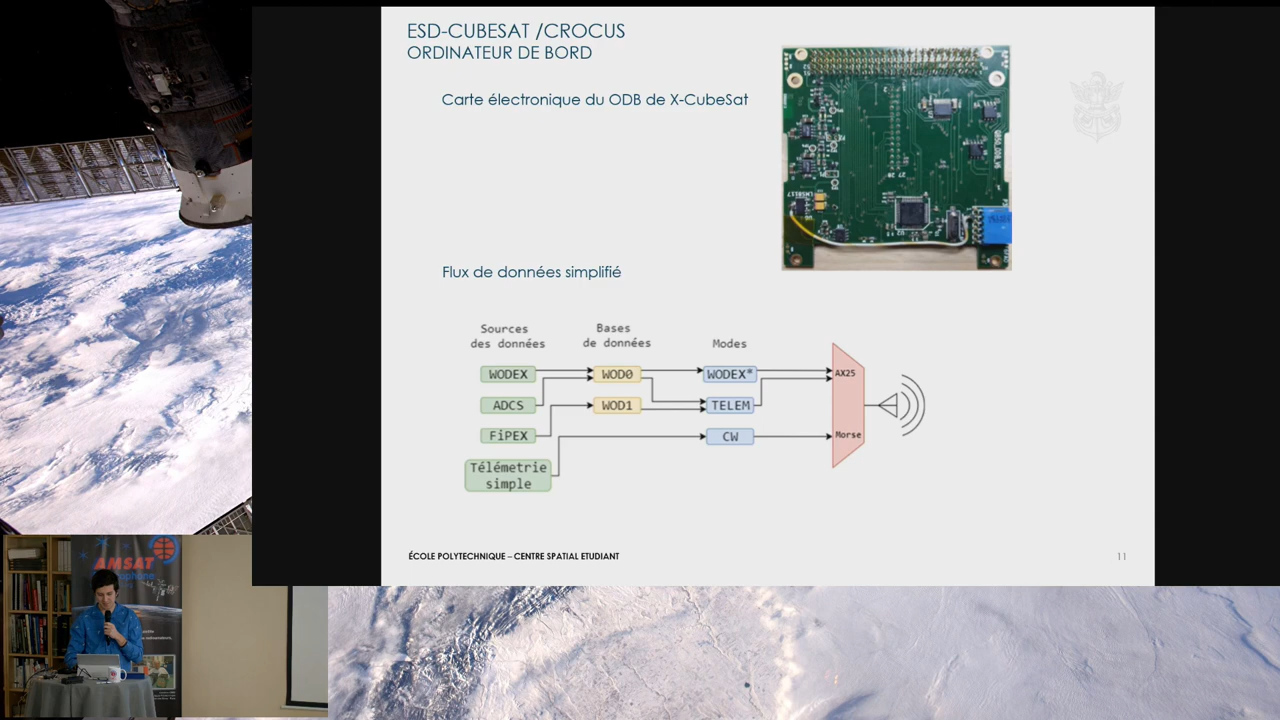 ESD-CUBESAT /CROCUS
ORDINATEUR DE BORD
Carte électronique du ODB de X-CubeSat
Flux de données simplifié
Sources
des données
Bases
de données
Modes
WODEX
WOD0
WODEX*
AX25
ADCS
WOD1
TELEM
FiPEX
CW
Morse
Télémetrie
simple
ÉCOLE POLYTECHNIQUE – CENTRE SPATIAL ETUDIANT
11
AMSAT